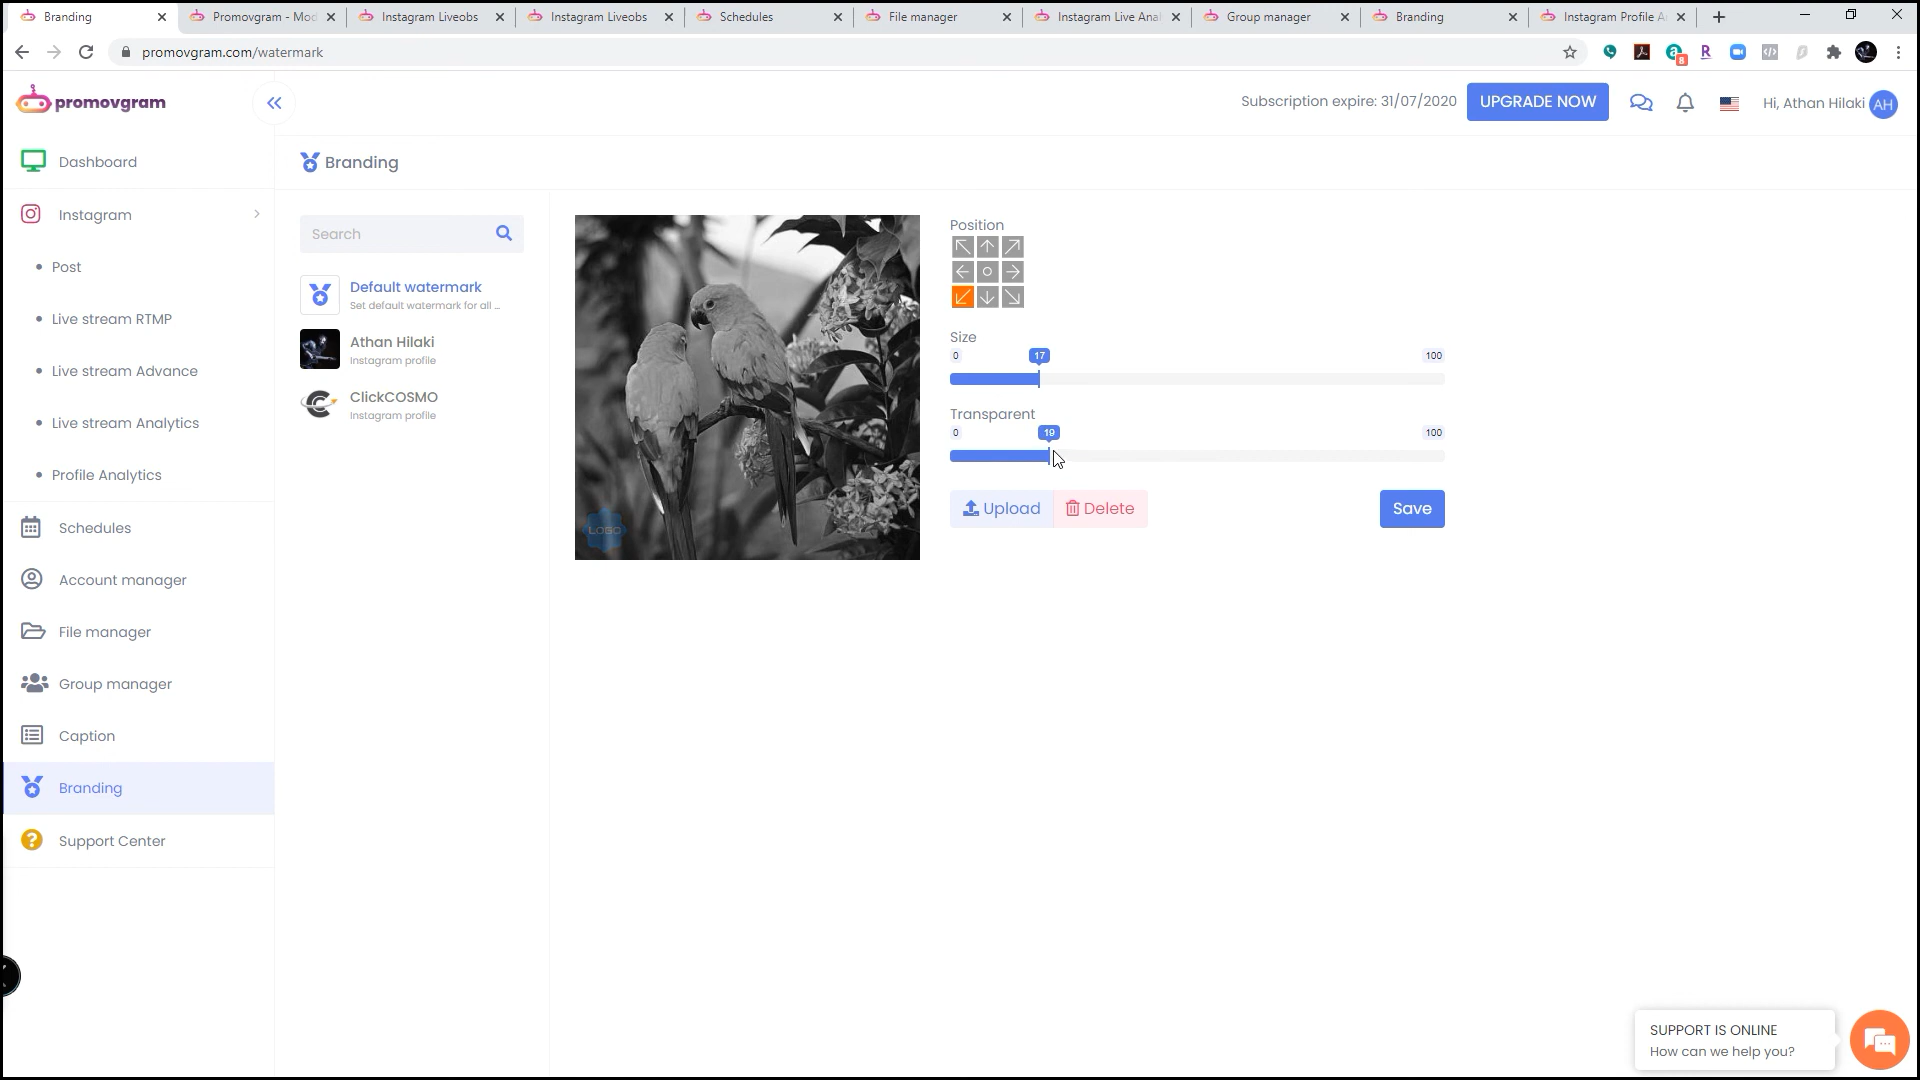 Branding
Promovgram - Mod
Instagram Liveobs
Instagram Liveobs
Schedules
File manager
Instagram Live Anal
Group manager
Branding
Instagram Profile A
promovgram.com/watermark
8
promovgram
Subscription expire: 31/07/2020
UPGRADE NOW
Hi, Athan Hilaki
AH
Dashboard
Instagram
Post
Live stream RTMP
Live stream Advance
Live stream Analytics
Profile Analytics
Schedules
Account manager
File manager
Group manager
Caption
Branding
Support Center
Branding
Search
Default watermark
Set default watermark for all ...
Athan Hilaki
Instagram profile
ClickCOSMO
Instagram profile
LOGO
Position
Size
0
17
100
Transparent
0
19
100
Upload
Delete
Save
SUPPORT IS ONLINE
How can we help you?